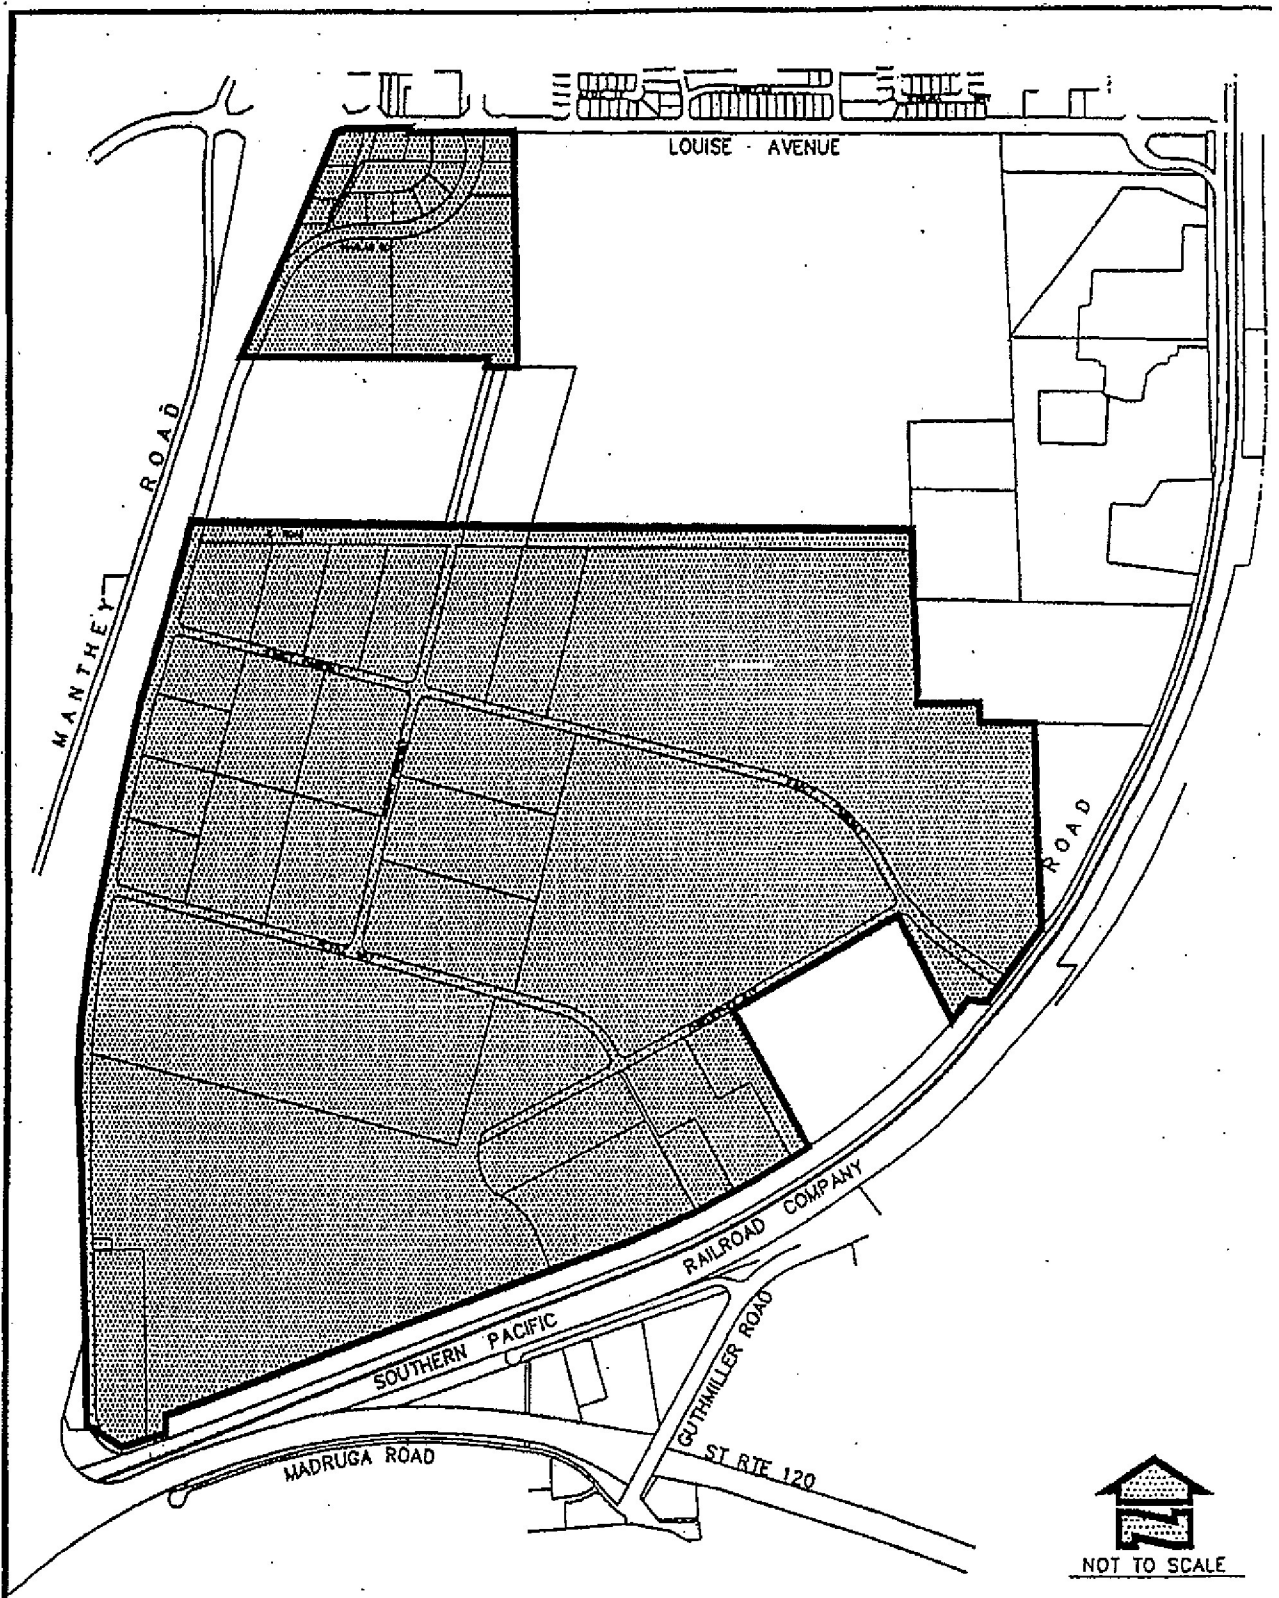 LOUISE - AVENUE
MANTHEY ROAD
ROAD
SOUTHERN PACIFIC RAILROAD COMPANY
GUTHMILLER ROAD
MADRUGA ROAD
ST RTE 120
NOT TO SCALE